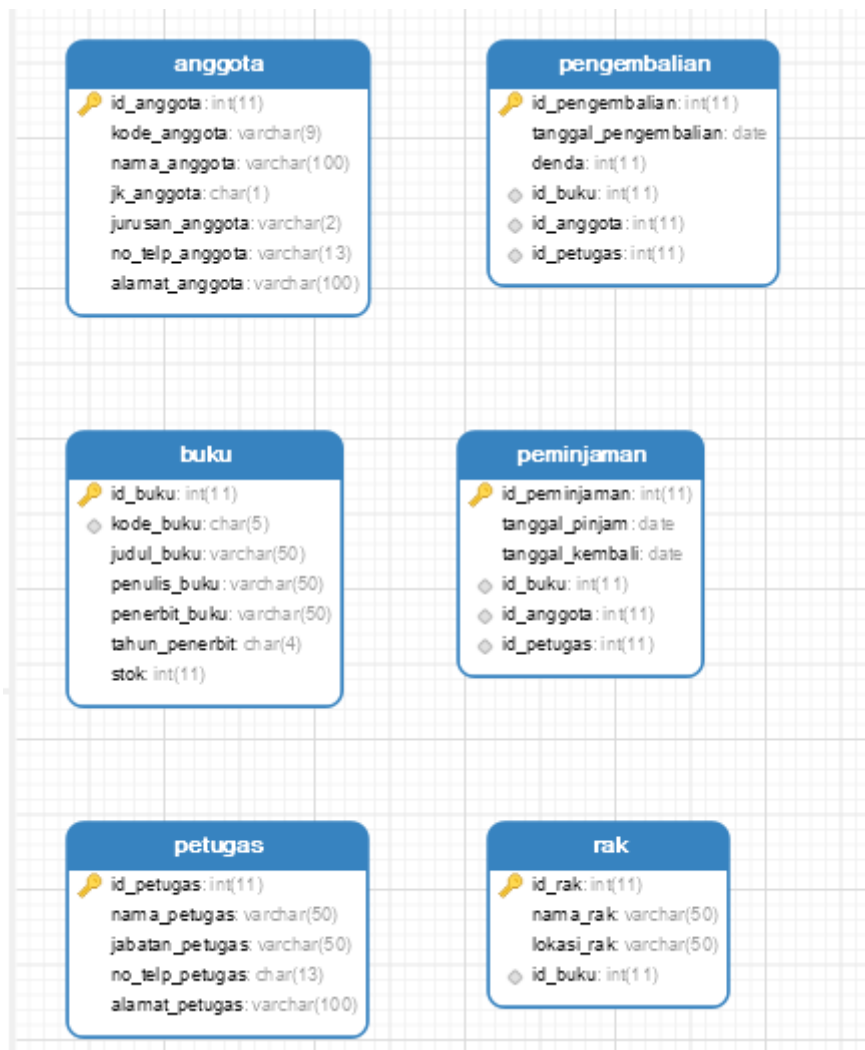 anggota
id_anggota: int(11)
kode_anggota: varchar(9)
nama_anggota: varchar(100)
jk_anggota: char(1)
jurusan_anggota: varchar(2)
no_telp_anggota: varchar(13)
alamat_anggota: varchar(100)
pengembalian
id_pengembalian: int(11)
tanggal_pengembalian: date
denda: int(11)
id_buku: int(11)
id_anggota: int(11)
id_petugas: int(11)
buku
id_buku: int(11)
kode_buku: char(5)
judul_buku: varchar(50)
penulis_buku: varchar(50)
penerbit_buku: varchar(50)
tahun_penerbit: char(4)
stok: int(11)
peminjaman
id_peminjaman: int(11)
tanggal_pinjam: date
tanggal_kembali: date
id_buku: int(11)
id_anggota: int(11)
id_petugas: int(11)
petugas
id_petugas: int(11)
nama_petugas: varchar(50)
jabatan_petugas: varchar(50)
no_telp_petugas: char(13)
alamat_petugas: varchar(100)
rak
id_rak: int(11)
nama_rak: varchar(50)
lokasi_rak: varchar(50)
id_buku: int(11)